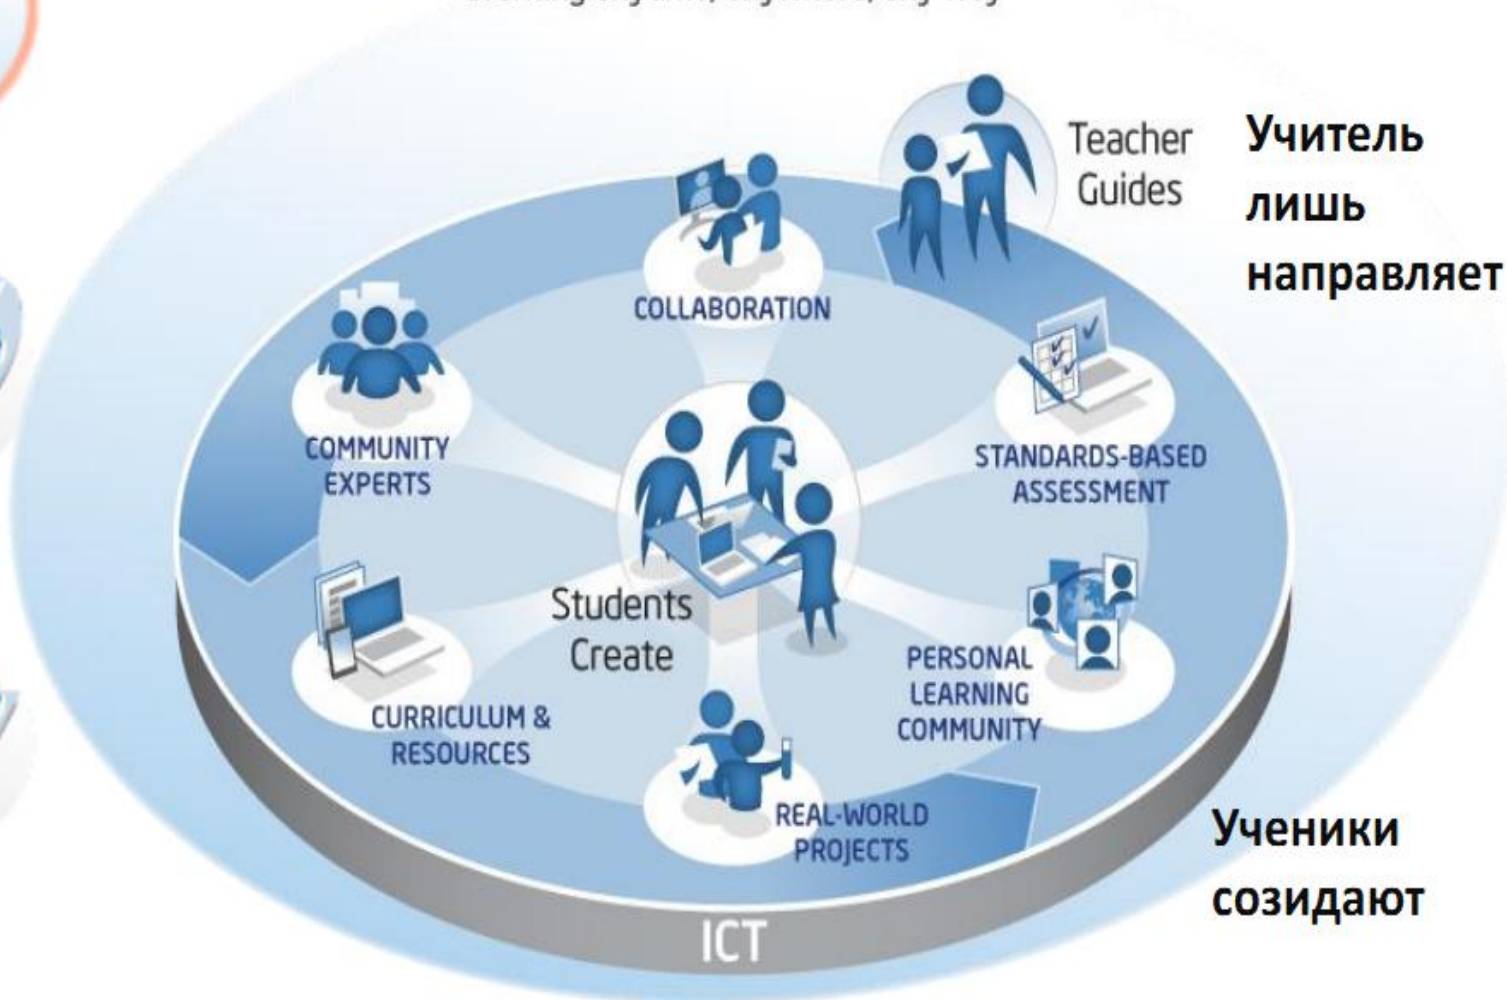 Teacher
Guides
Учитель
лишь
направляет
COLLABORATION
COMMUNITY
EXPERTS
STANDARDS-BASED
ASSESSMENT
Students
Create
CURRICULUM &
RESOURCES
PERSONAL
LEARNING
COMMUNITY
REAL-WORLD
PROJECTS
Ученики
созидают
ICT